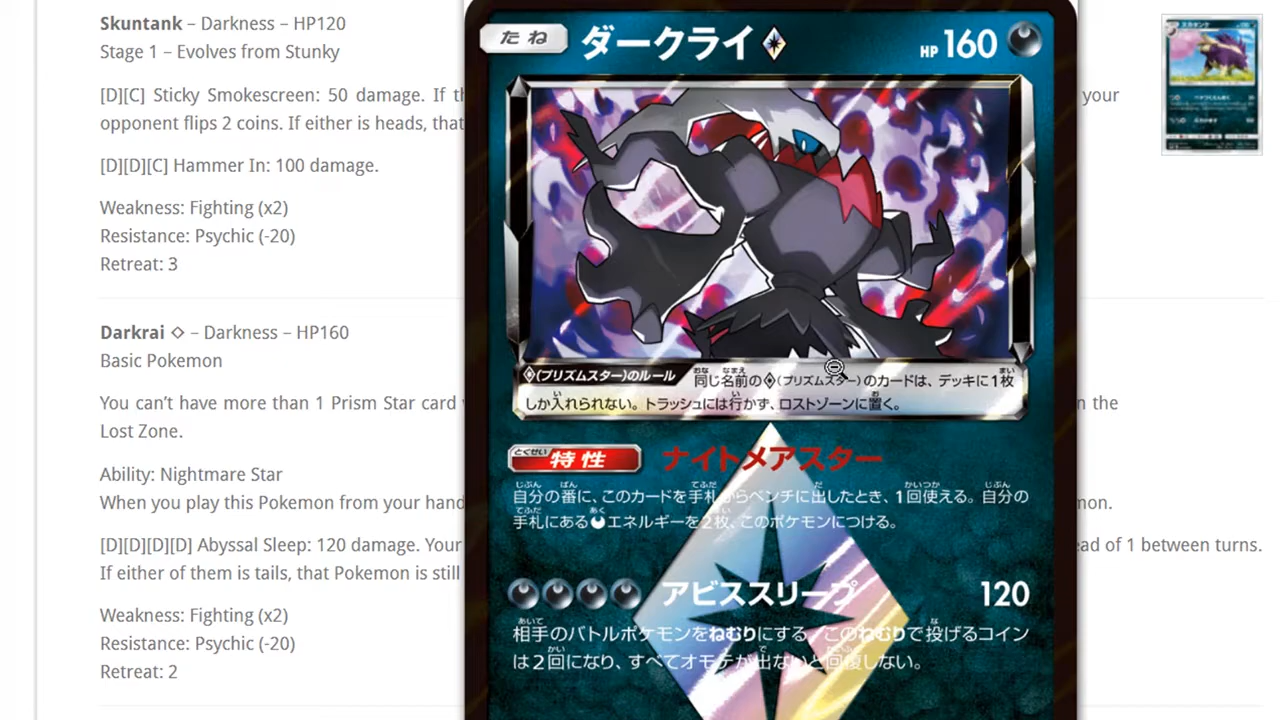 Skuntank – Darkness – HP120
Stage 1 – Evolves from Stunky
[D][C] Sticky Smokescreen: 50 damage. If your
opponent flips 2 coins. If either is heads, that
[D][D][C] Hammer In: 100 damage.
Weakness: Fighting (x2)
Resistance: Psychic (-20)
Retreat: 3
Darkrai ◇ – Darkness – HP160
Basic Pokemon
You can't have more than 1 Prism Star card the
Lost Zone.
Ability: Nightmare Star
When you play this Pokemon from your hand
[D][D][D][D] Abyssal Sleep: 120 damage. Your of 1 between turns.
If either of them is tails, that Pokemon is still
Weakness: Fighting (x2)
Resistance: Psychic (-20)
Retreat: 2
たね ダークライ HP 160
◇(プリズムスター)のルール 同じ名前の◇(プリズムスター)のカードは、デッキに1枚
しか入れられない。トラッシュには行かず、ロストゾーンに置く。
特性 ナイトメアスター
自分の番に、このカードを手札からベンチに出したとき、1回使える。自分の
手札にあるエネルギーを2枚、このポケモンにつける。
アビススリープ 120
相手のバトルポケモンをねむりにする。このねむりで投げるコイン
は2回になり、すべてオモテが出ないと回復しない。